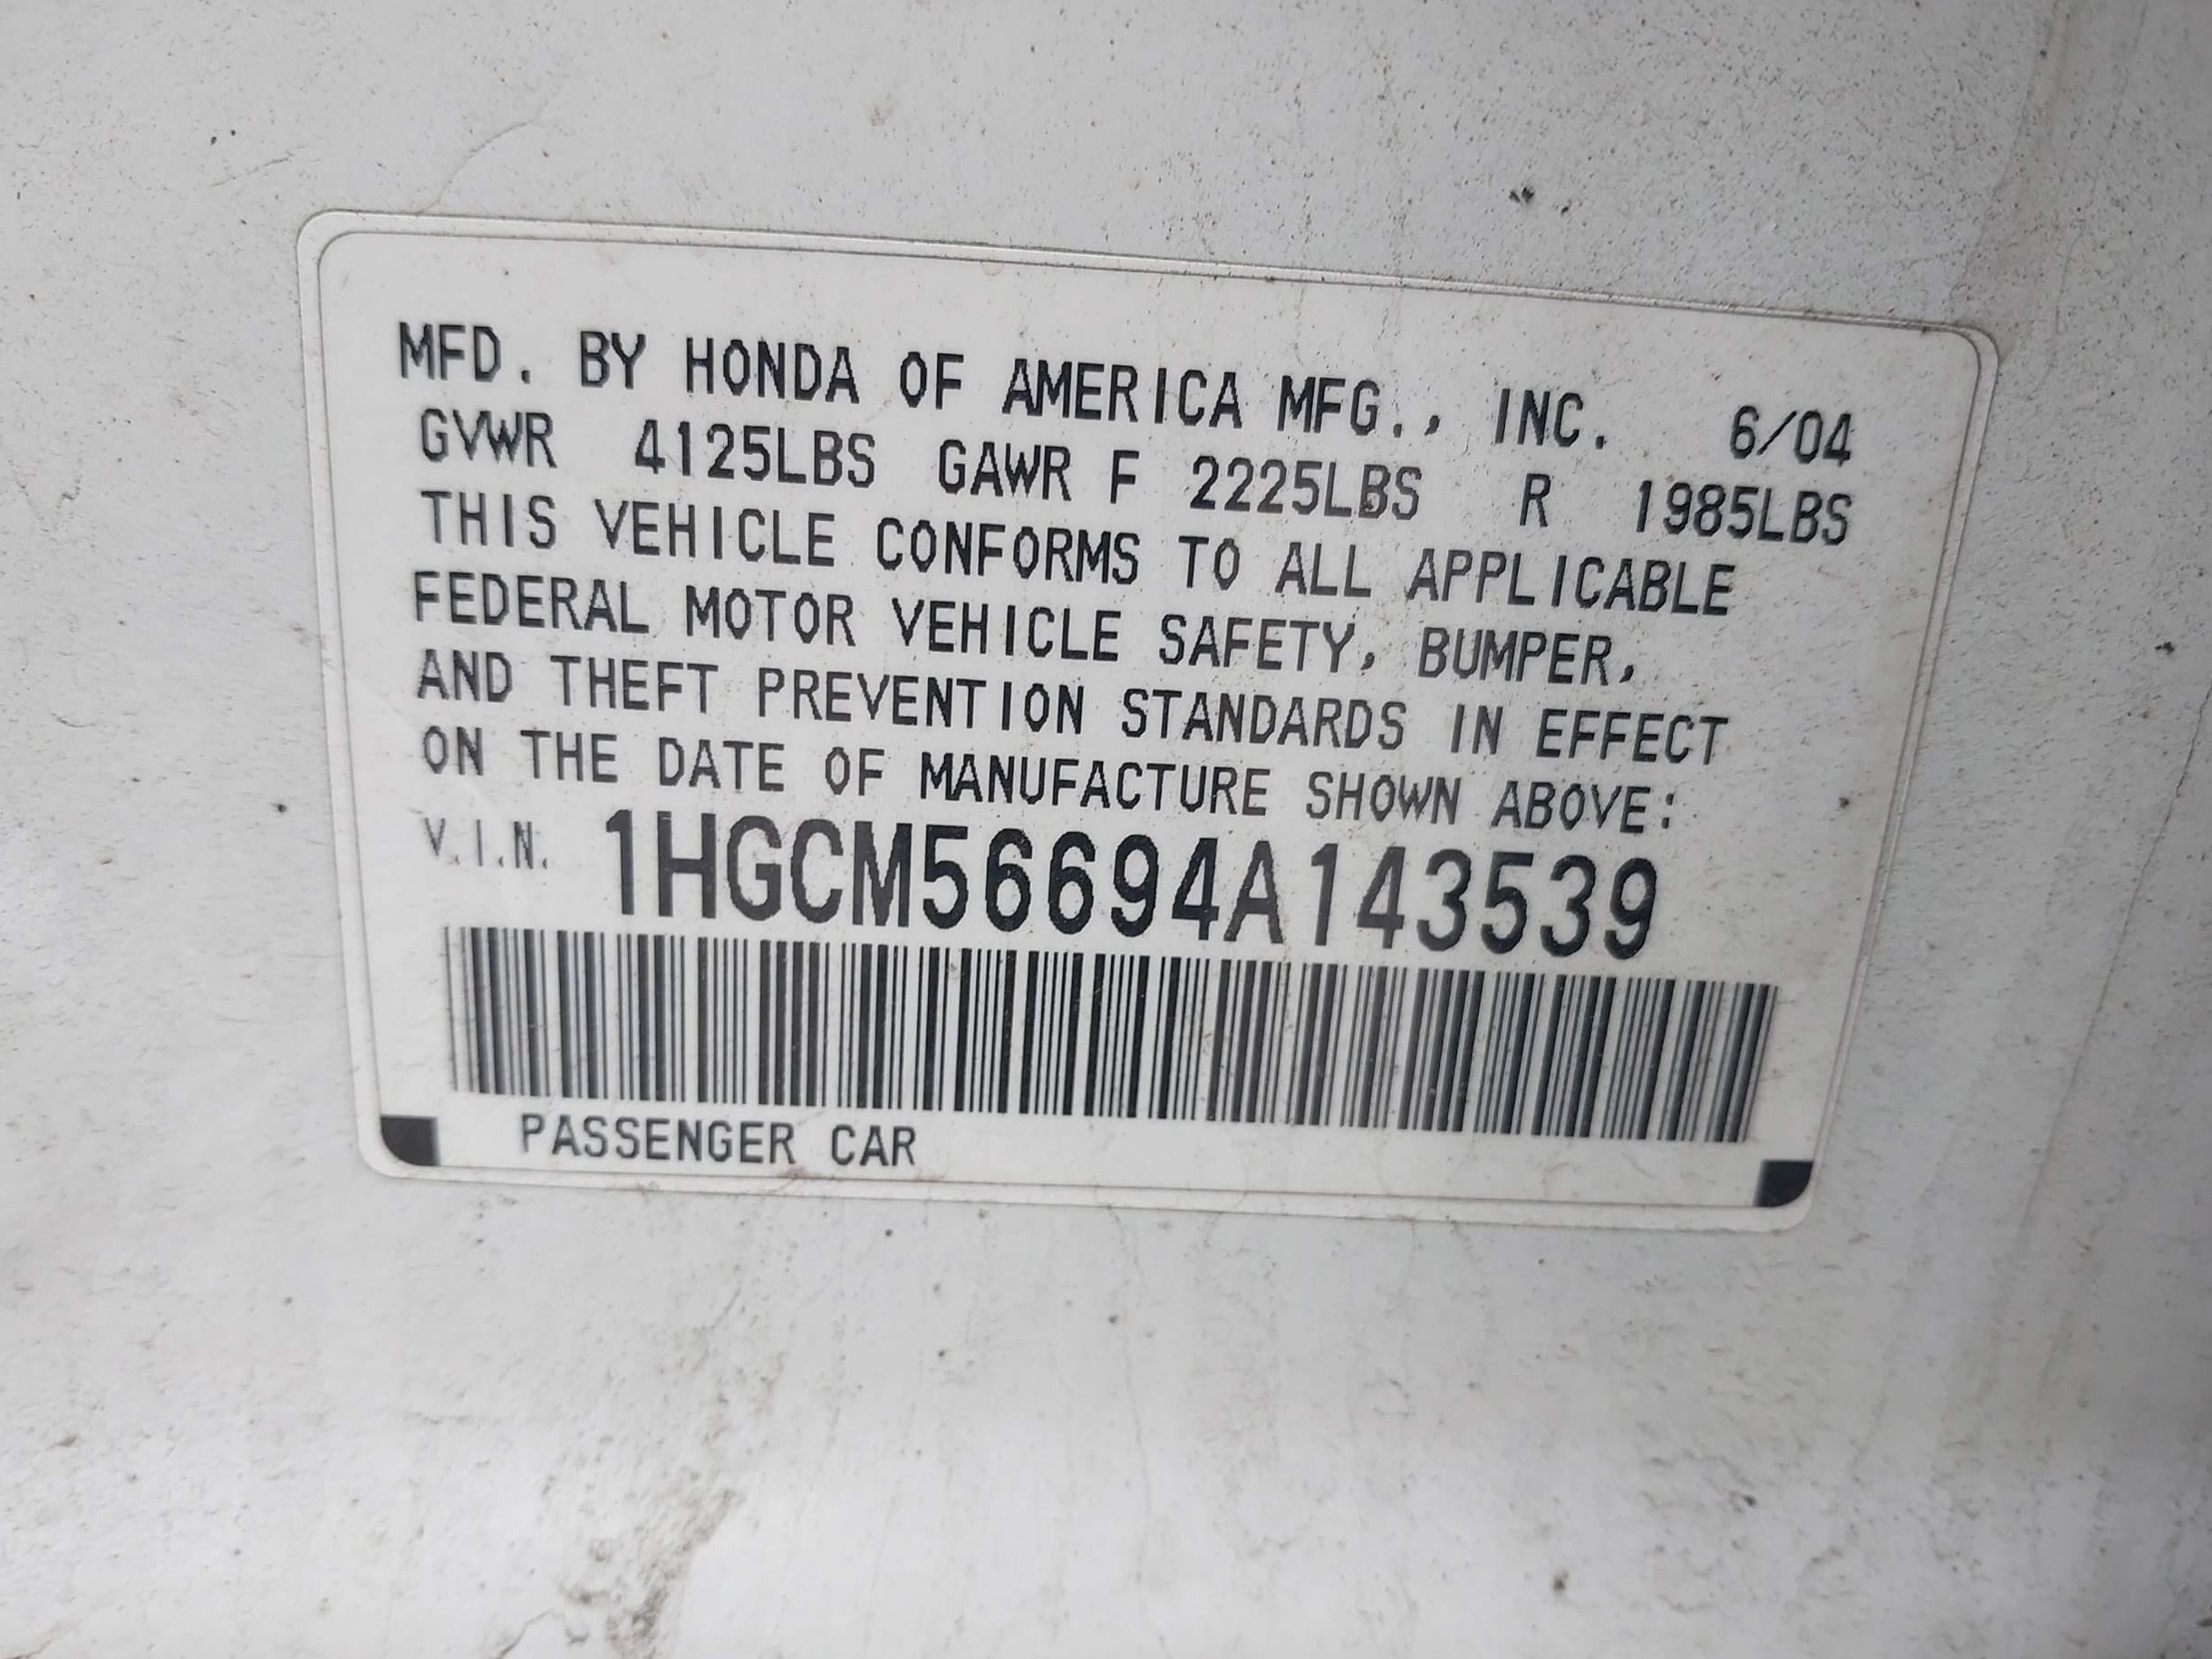 MFD. BY HONDA OF AMERICA MFG., INC. 6/04
GVWR 4125LBS GAWR F 2225LBS R 1985LBS
THIS VEHICLE CONFORMS TO ALL APPLICABLE
FEDERAL MOTOR VEHICLE SAFETY, BUMPER,
AND THEFT PREVENTION STANDARDS IN EFFECT
ON THE DATE OF MANUFACTURE SHOWN ABOVE:
V.I.N. 1HGCM56694A143539
PASSENGER CAR